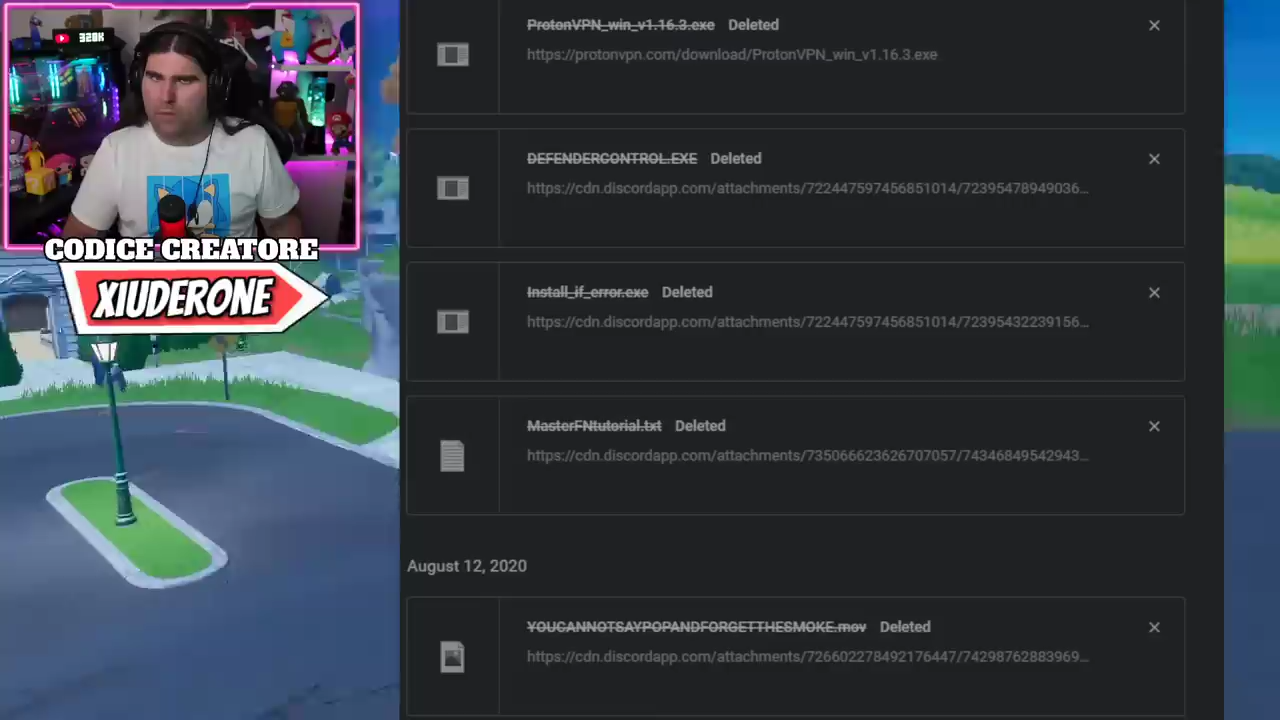 320K
CODICE CREATORE
XIUDERONE
ProtonVPN_win_v1.16.3.exe Deleted
https://protonvpn.com/download/ProtonVPN_win_v1.16.3.exe
DEFENDERCONTROL.EXE Deleted
https://cdn.discordapp.com/attachments/722447597456851014/72395478949036...
Install_if_error.exe Deleted
https://cdn.discordapp.com/attachments/722447597456851014/72395432239156...
MasterFNtutorial.txt Deleted
https://cdn.discordapp.com/attachments/735066623626707057/74346849542943...
August 12, 2020
YOUCANNOTSAYPOPANDFORGETTHESMOKE.mov Deleted
https://cdn.discordapp.com/attachments/726602278492176447/74298762883969...